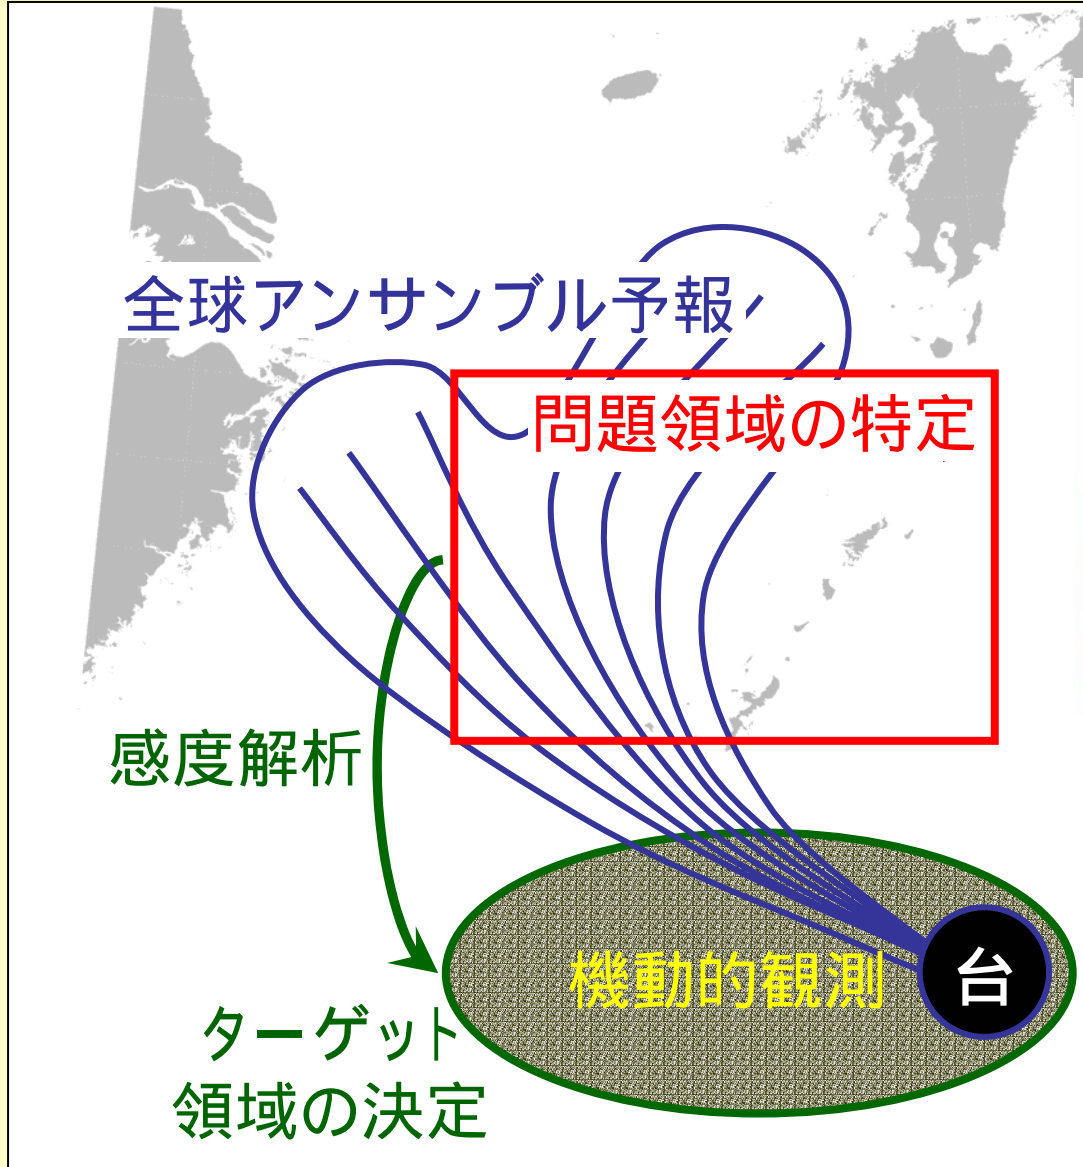 全球アンサンブル予報
問題領域の特定
感度解析
機動的観測
台
ターゲット
領域の決定